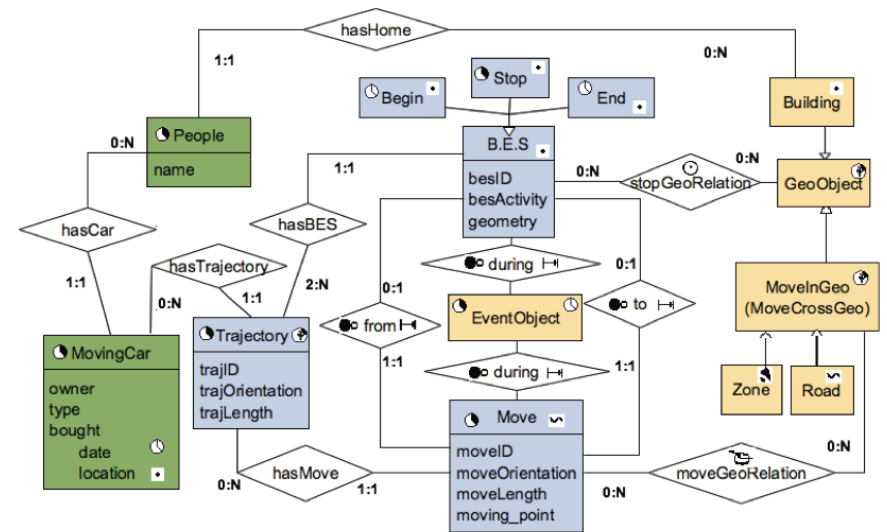 hasHome
1:1
0:N
Stop
Begin
End
Building
People
name
0:N
B.E.S
besID
besActivity
geometry
1:1
0:N
0:N
stopGeoRelation
GeoObject
hasCar
hasBES
hasTrajectory
1:1
0:N
1:1
2:N
during
0:1
0:1
MoveInGeo
(MoveCrossGeo)
EventObject
from
to
MovingCar
owner
type
bought
date
location
Trajectory
trajID
trajOrientation
trajLength
1:1
1:1
during
Zone
Road
Move
moveID
moveOrientation
moveLength
moving_point
hasMove
0:N
1:1
0:N
moveGeoRelation
0:N